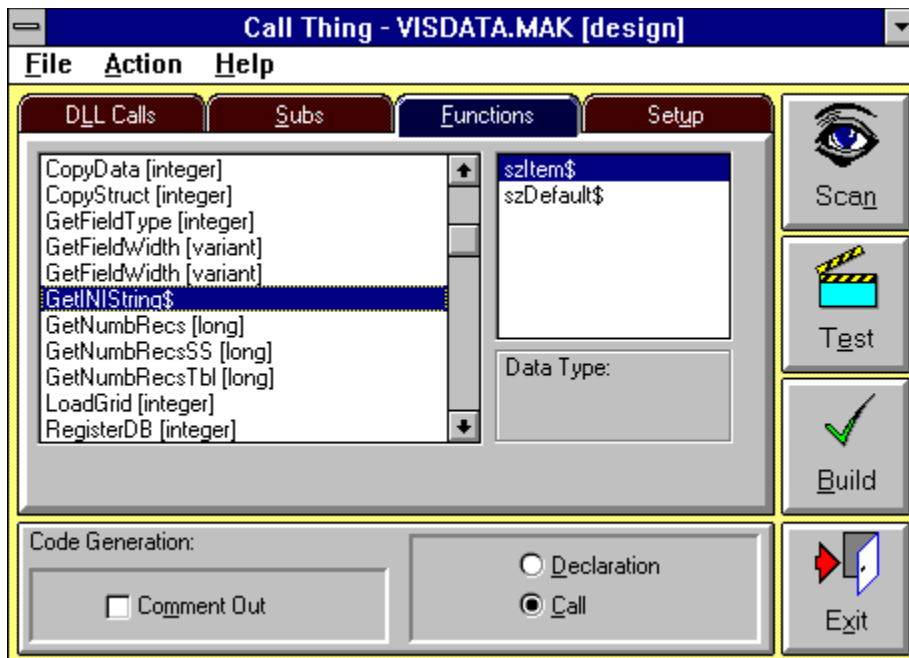 Call Thing - VISDATA.MAK [design]
File Action Help
DLL Calls Subs Functions Setup
CopyData [integer]
CopyStruct [integer]
GetFieldType [integer]
GetFieldWidth [variant]
GetFieldWidth [variant]
GetINIString$
GetNumbRecs [long]
GetNumbRecsSS [long]
GetNumbRecsTbl [long]
LoadGrid [integer]
RegisterDB [integer]
szItem$
szDefault$
Data Type:
Scan
Test
Build
Exit
Code Generation:
Comment Out
Declaration
Call